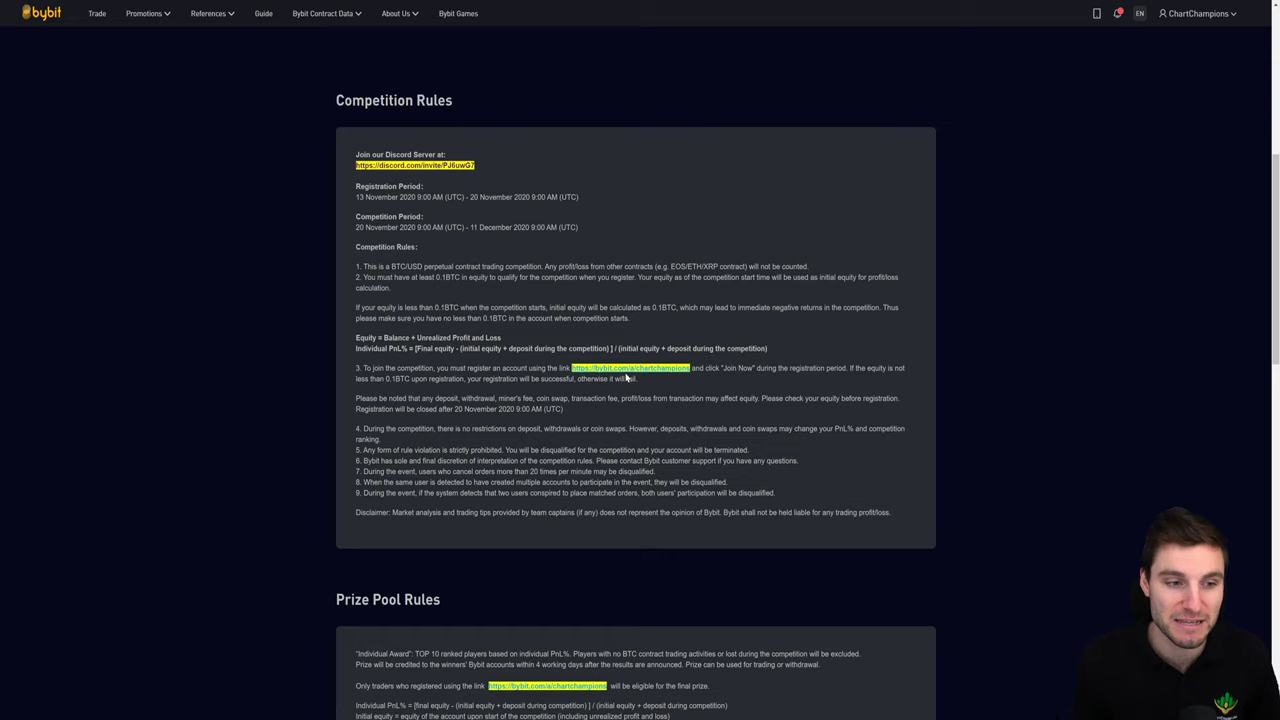 bybit
Trade Promotions References Guide Bybit Contract Data About Us Bybit Games EN ChartChampions
Competition Rules
Join our Discord Server at:
https://discord.com/invite/PJ6uwG7
Registration Period:
13 November 2020 9:00 AM (UTC) - 20 November 2020 9:00 AM (UTC)
Competition Period:
20 November 2020 9:00 AM (UTC) - 11 December 2020 9:00 AM (UTC)
Competition Rules:
1. This is a BTC/USD perpetual contract trading competition. Any profit/loss from other contracts (e.g. EOS/ETH/XRP contract) will not be counted.
2. You must have at least 0.1BTC in equity to qualify for the competition when you register. Your equity as of the competition start time will be used as initial equity for profit/loss
calculation.
If your equity is less than 0.1BTC when the competition starts, initial equity will be calculated as 0.1BTC, which may lead to immediate negative returns in the competition. Thus
please make sure you have no less than 0.1BTC in the account when competition starts.
Equity = Balance + Unrealized Profit and Loss
Individual PnL% = [Final equity - (initial equity + deposit during the competition) ] / (initial equity + deposit during the competition)
3. To join the competition, you must register an account using the link https://bybit.com/a/chartchampions and click "Join Now" during the registration period. If the equity is not
less than 0.1BTC upon registration, your registration will be successful, otherwise it will fail.
Please be noted that any deposit, withdrawal, miner's fee, coin swap, transaction fee, profit/loss from transaction may affect equity. Please check your equity before registration.
Registration will be closed after 20 November 2020 9:00 AM (UTC)
4. During the competition, there is no restrictions on deposit, withdrawals or coin swaps. However, deposits, withdrawals and coin swaps may change your PnL% and competition
ranking.
5. Any form of rule violation is strictly prohibited. You will be disqualified for the competition and your account will be terminated.
6. Bybit has sole and final discretion of interpretation of the competition rules. Please contact Bybit customer support if you have any questions.
7. During the event, users who cancel orders more than 20 times per minute may be disqualified.
8. When the same user is detected to have created multiple accounts to participate in the event, they will be disqualified.
9. During the event, if the system detects that two users conspired to place matched orders, both users' participation will be disqualified.
Disclaimer: Market analysis and trading tips provided by team captains (if any) does not represent the opinion of Bybit. Bybit shall not be held liable for any trading profit/loss.
Prize Pool Rules
"Individual Award": TOP 10 ranked players based on individual PnL%. Players with no BTC contract trading activities or lost during the competition will be excluded.
Prize will be credited to the winners' Bybit accounts within 4 working days after the results are announced. Prize can be used for trading or withdrawal.
Only traders who registered using the link https://bybit.com/a/chartchampions will be eligible for the final prize.
Individual PnL% = [final equity - (initial equity + deposit during competition) ] / (initial equity + deposit during the competition)
Initial equity = equity of the account upon start of the competition (including unrealized profit and loss)